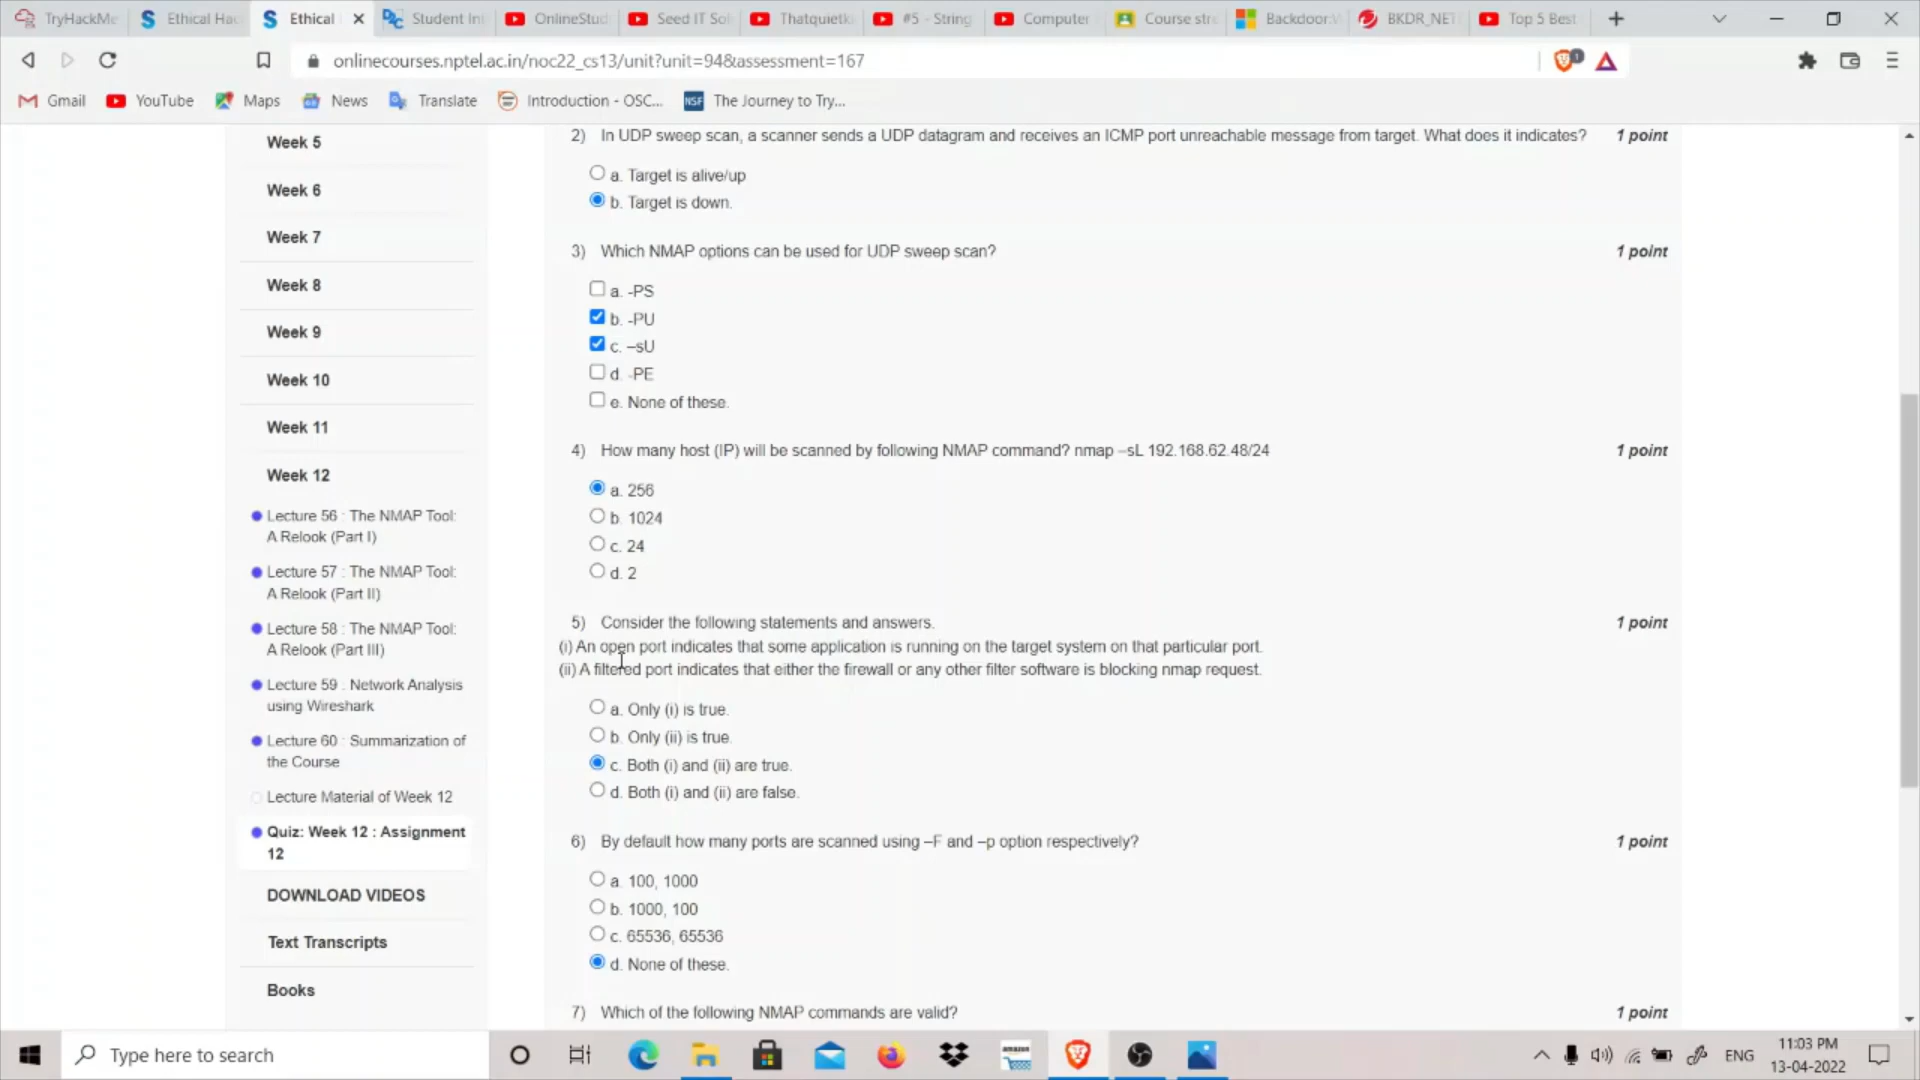 TryHackMe
Ethical Hac
Ethical
Student In
OnlineStud
Seed IT Sol
Thatquietk
#5 - String
Computer
Course stru
Backdoor:V
BKDR_NET
Top 5 Best
onlinecourses.nptel.ac.in/noc22_cs13/unit?unit=94&assessment=167
1
Gmail
YouTube
Maps
News
Translate
Introduction - OSC...
NSF
The Journey to Try...
Week 5
Week 6
Week 7
Week 8
Week 9
Week 10
Week 11
Week 12
Lecture 56 : The NMAP Tool:
A Relook (Part I)
Lecture 57 : The NMAP Tool:
A Relook (Part II)
Lecture 58 : The NMAP Tool:
A Relook (Part III)
Lecture 59 : Network Analysis
using Wireshark
Lecture 60 : Summarization of
the Course
Lecture Material of Week 12
Quiz: Week 12 : Assignment
12
DOWNLOAD VIDEOS
Text Transcripts
Books
2) In UDP sweep scan, a scanner sends a UDP datagram and receives an ICMP port unreachable message from target. What does it indicates? 1 point
a. Target is alive/up
b. Target is down.
3) Which NMAP options can be used for UDP sweep scan? 1 point
a. -PS
b. -PU
c. –sU
d. -PE
e. None of these.
4) How many host (IP) will be scanned by following NMAP command? nmap –sL 192.168.62.48/24 1 point
a. 256
b. 1024
c. 24
d. 2
5) Consider the following statements and answers. 1 point
(i) An open port indicates that some application is running on the target system on that particular port.
(ii) A filtered port indicates that either the firewall or any other filter software is blocking nmap request.
a. Only (i) is true.
b. Only (ii) is true.
c. Both (i) and (ii) are true.
d. Both (i) and (ii) are false.
6) By default how many ports are scanned using –F and –p option respectively? 1 point
a. 100, 1000
b. 1000, 100
c. 65536, 65536
d. None of these.
7) Which of the following NMAP commands are valid? 1 point
Type here to search
amazon
ENG
11:03 PM
13-04-2022